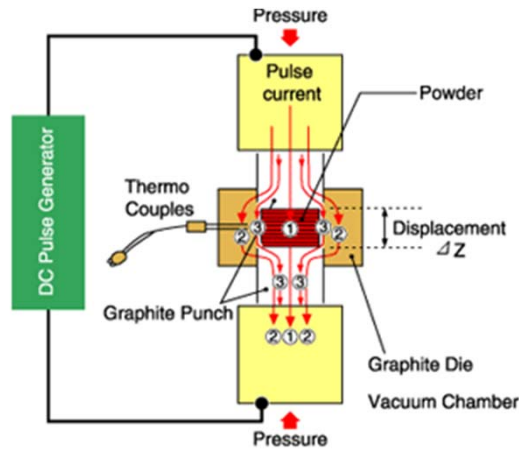 Pressure
Pulse
current
Powder
DC Pulse Generator
Thermo
Couples
③ ③
② ① ②
Displacement
⊿Z
③ ③
Graphite Punch
② ① ②
Graphite Die
Vacuum Chamber
Pressure